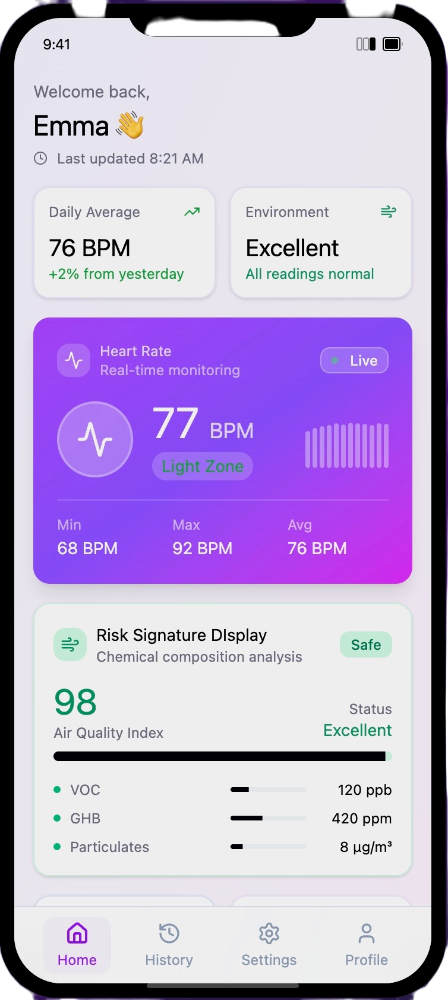 9:41
Welcome back,
Emma 👋
Last updated 8:21 AM
Daily Average
76 BPM
+2% from yesterday
Environment
Excellent
All readings normal
Heart Rate
Real-time monitoring
Live
77 BPM
Light Zone
Min
68 BPM
Max
92 BPM
Avg
76 BPM
Risk Signature DIsplay
Chemical composition analysis
Safe
98
Air Quality Index
Status
Excellent
VOC 120 ppb
GHB 420 ppm
Particulates 8 µg/m³
Home
History
Settings
Profile